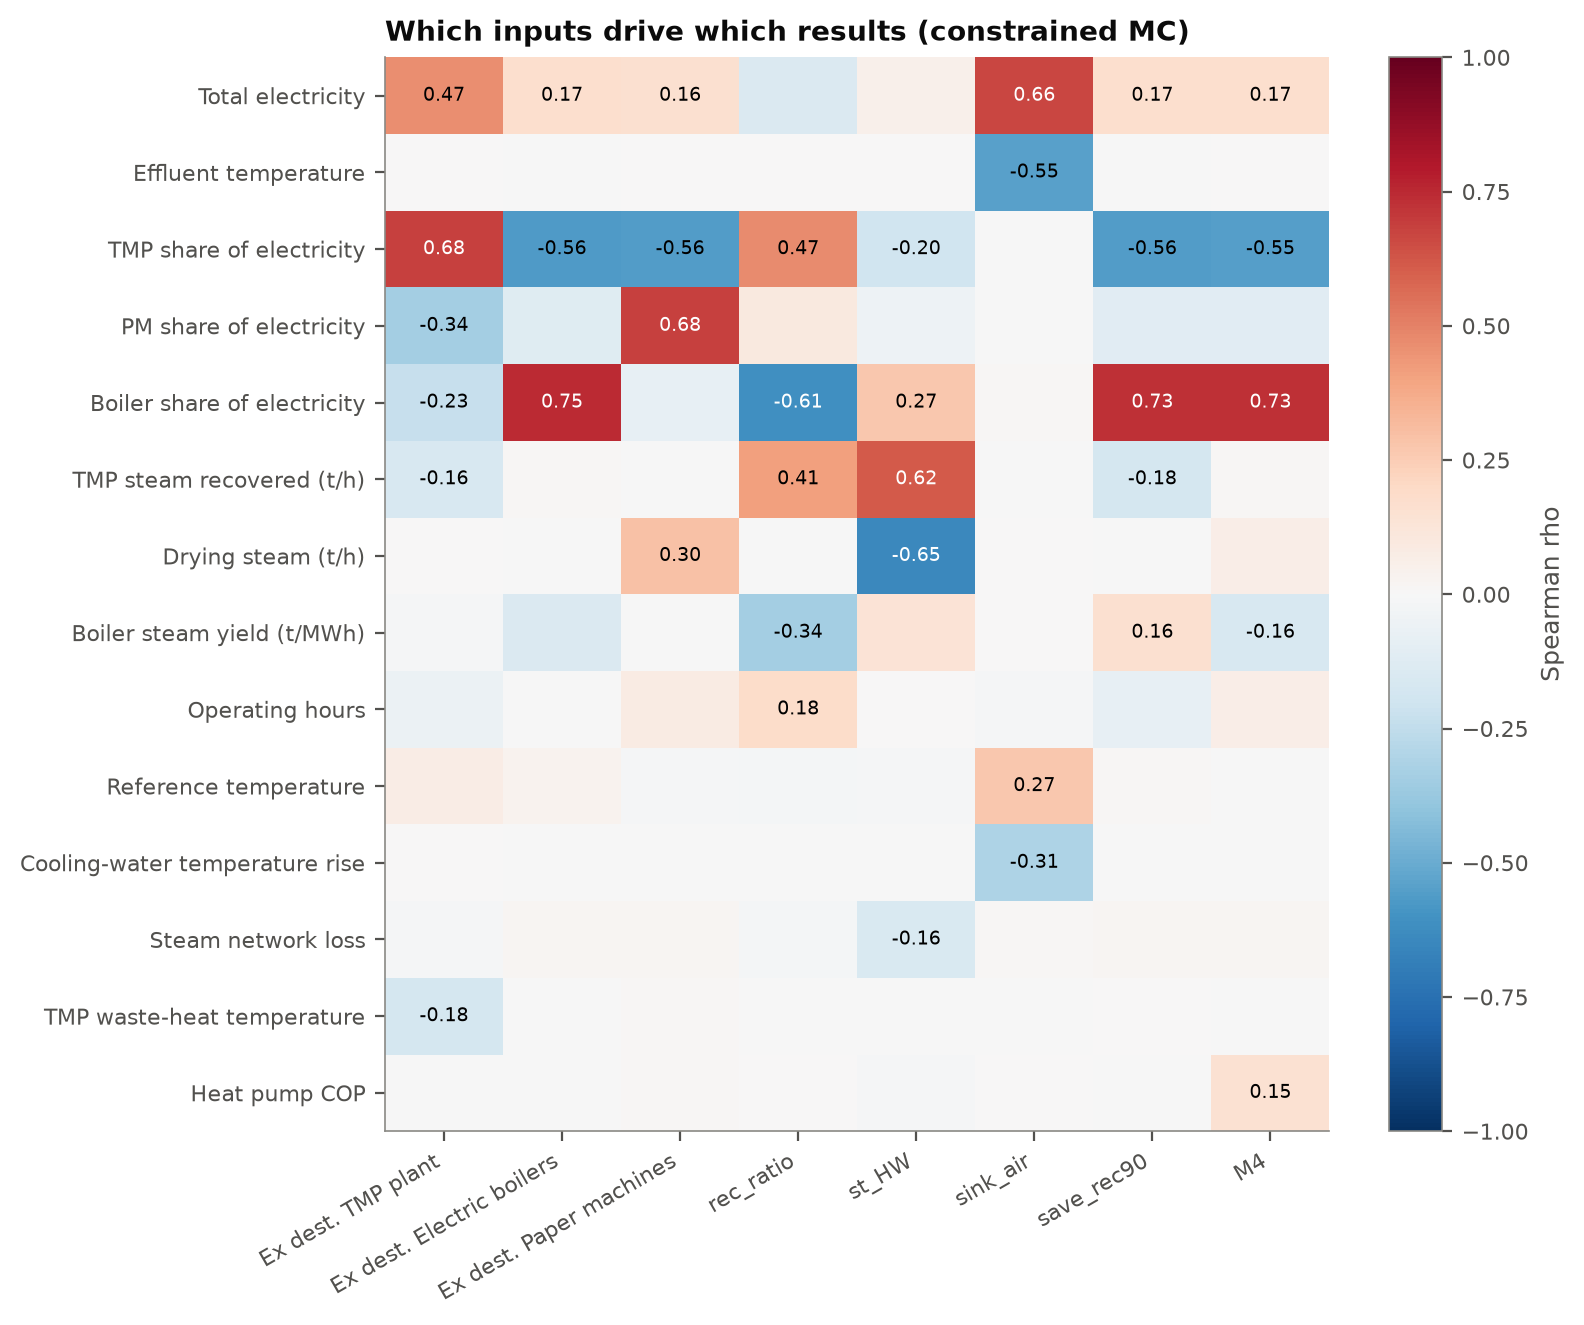 Which inputs drive which results (constrained MC)
Total electricity 0.47 0.17 0.16 0.66 0.17 0.17
Effluent temperature -0.55
TMP share of electricity 0.68 -0.56 -0.56 0.47 -0.20 -0.56 -0.55
PM share of electricity -0.34 0.68
Boiler share of electricity -0.23 0.75 -0.61 0.27 0.73 0.73
TMP steam recovered (t/h) -0.16 0.41 0.62 -0.18
Drying steam (t/h) 0.30 -0.65
Boiler steam yield (t/MWh) -0.34 0.16 -0.16
Operating hours 0.18
Reference temperature 0.27
Cooling-water temperature rise -0.31
Steam network loss -0.16
TMP waste-heat temperature -0.18
Heat pump COP 0.15
Ex dest. TMP plant
Ex dest. Electric boilers
Ex dest. Paper machines
rec_ratio
st_HW
sink_air
save_rec90
M4
1.00
0.75
0.50
0.25
0.00
−0.25
−0.50
−0.75
−1.00
Spearman rho